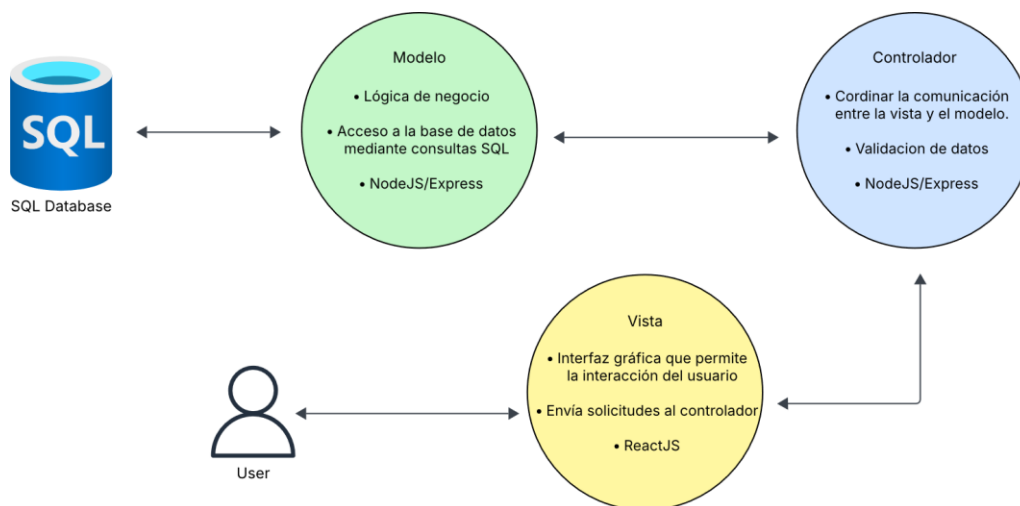 SQL
SQL Database
Modelo
• Lógica de negocio
• Acceso a la base de datos
mediante consultas SQL
• NodeJS/Express
Controlador
• Cordinar la comunicación
entre la vista y el modelo.
• Validacion de datos
• NodeJS/Express
Vista
• Interfaz gráfica que permite
la interacción del usuario
• Envía solicitudes al controlador
• ReactJS
User